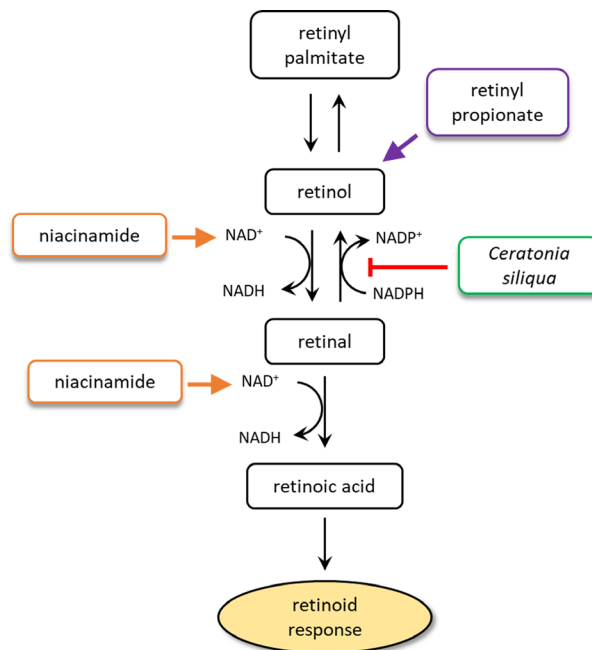 retinyl
palmitate
retinyl
propionate
retinol
niacinamide
NAD⁺
NADP⁺
Ceratonia
siliqua
NADH
NADPH
retinal
niacinamide
NAD⁺
NADH
retinoic acid
retinoid
response